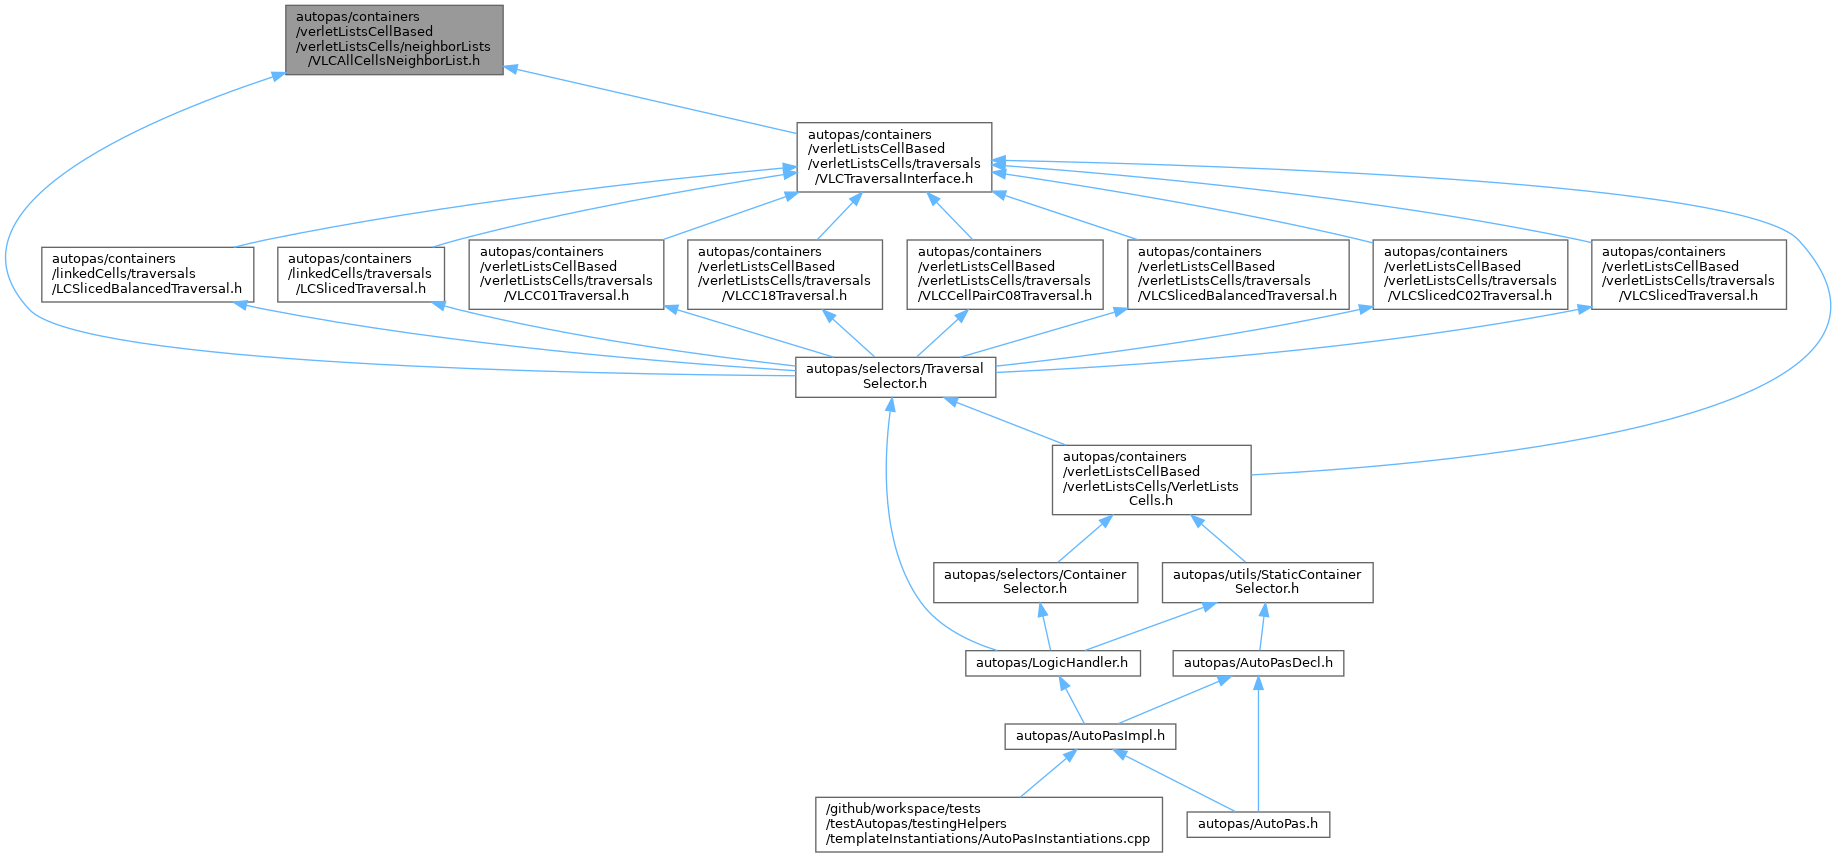 autopas/containers
/verletListsCellBased
/verletListsCells/neighborLists
/VLCAllCellsNeighborList.h
autopas/containers
/verletListsCellBased
/verletListsCells/traversals
/VLCTraversalInterface.h
autopas/containers
/linkedCells/traversals
/LCSlicedBalancedTraversal.h
autopas/containers
/linkedCells/traversals
/LCSlicedTraversal.h
autopas/containers
/verletListsCellBased
/verletListsCells/traversals
/VLCC01Traversal.h
autopas/containers
/verletListsCellBased
/verletListsCells/traversals
/VLCC18Traversal.h
autopas/containers
/verletListsCellBased
/verletListsCells/traversals
/VLCCellPairC08Traversal.h
autopas/containers
/verletListsCellBased
/verletListsCells/traversals
/VLCSlicedBalancedTraversal.h
autopas/containers
/verletListsCellBased
/verletListsCells/traversals
/VLCSlicedC02Traversal.h
autopas/containers
/verletListsCellBased
/verletListsCells/traversals
/VLCSlicedTraversal.h
autopas/selectors/Traversal
Selector.h
autopas/containers
/verletListsCellBased
/verletListsCells/VerletLists
Cells.h
autopas/selectors/Container
Selector.h
autopas/utils/StaticContainer
Selector.h
autopas/LogicHandler.h
autopas/AutoPasDecl.h
autopas/AutoPasImpl.h
/github/workspace/tests
/testAutopas/testingHelpers
/templateInstantiations/AutoPasInstantiations.cpp
autopas/AutoPas.h